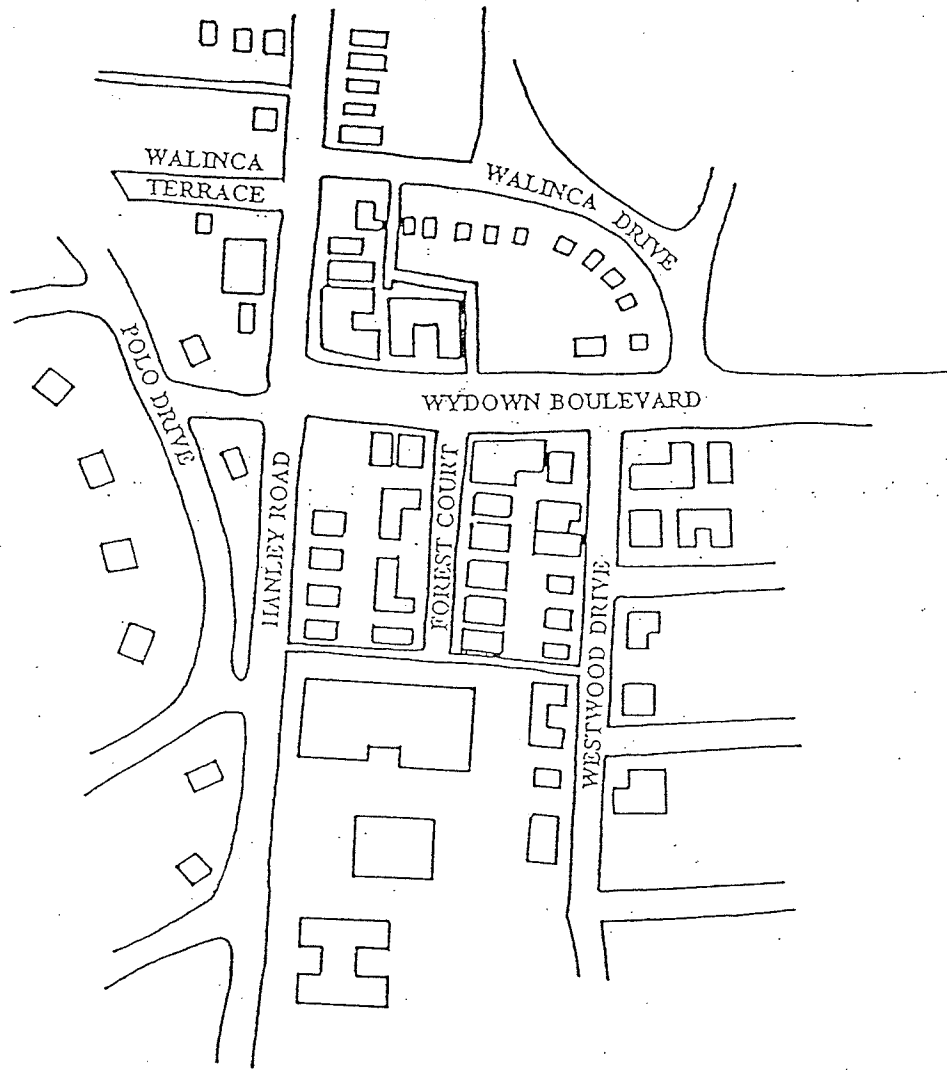 WALINCA
TERRACE
WALINCA DRIVE
POLO DRIVE
WYDOWN BOULEVARD
HANLEY ROAD
FOREST COURT
WESTWOOD DRIVE